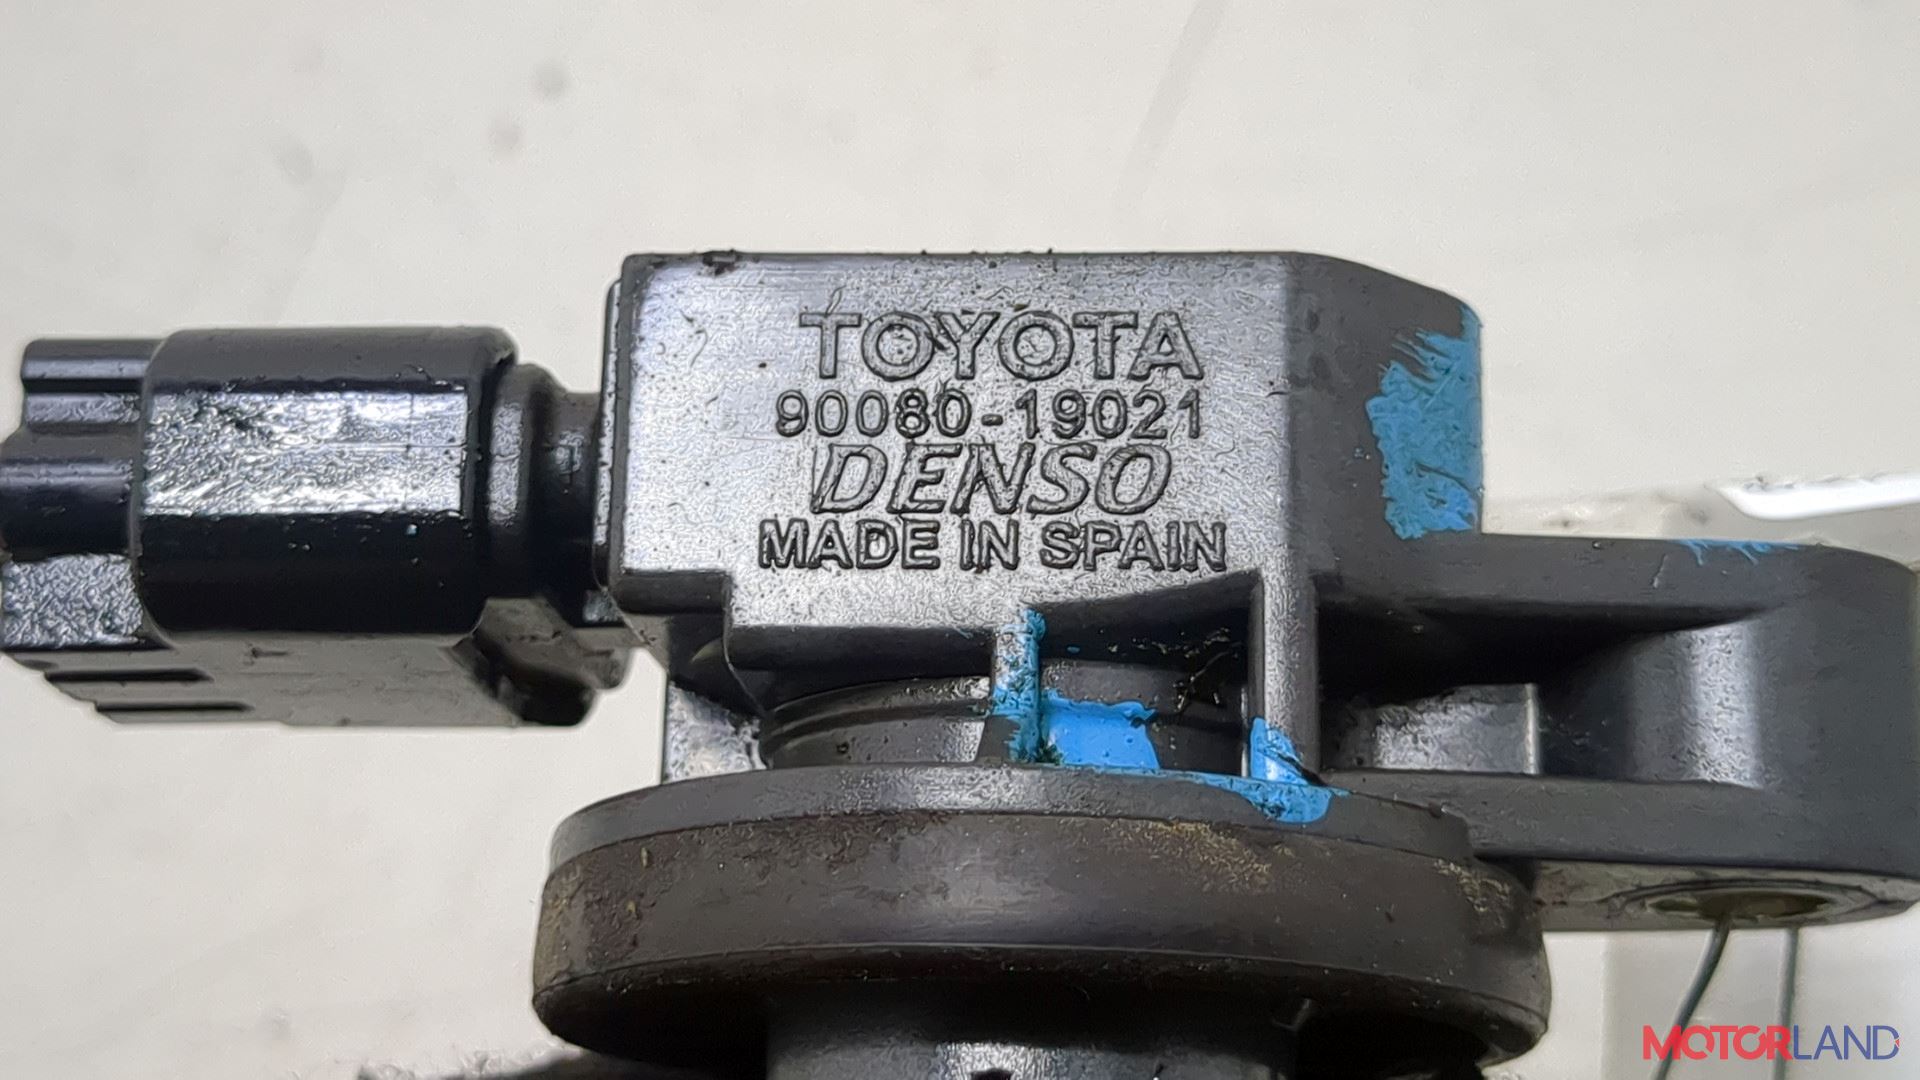 TOYOTA
90080-19021
DENSO
MADE IN SPAIN
MOTORLAND